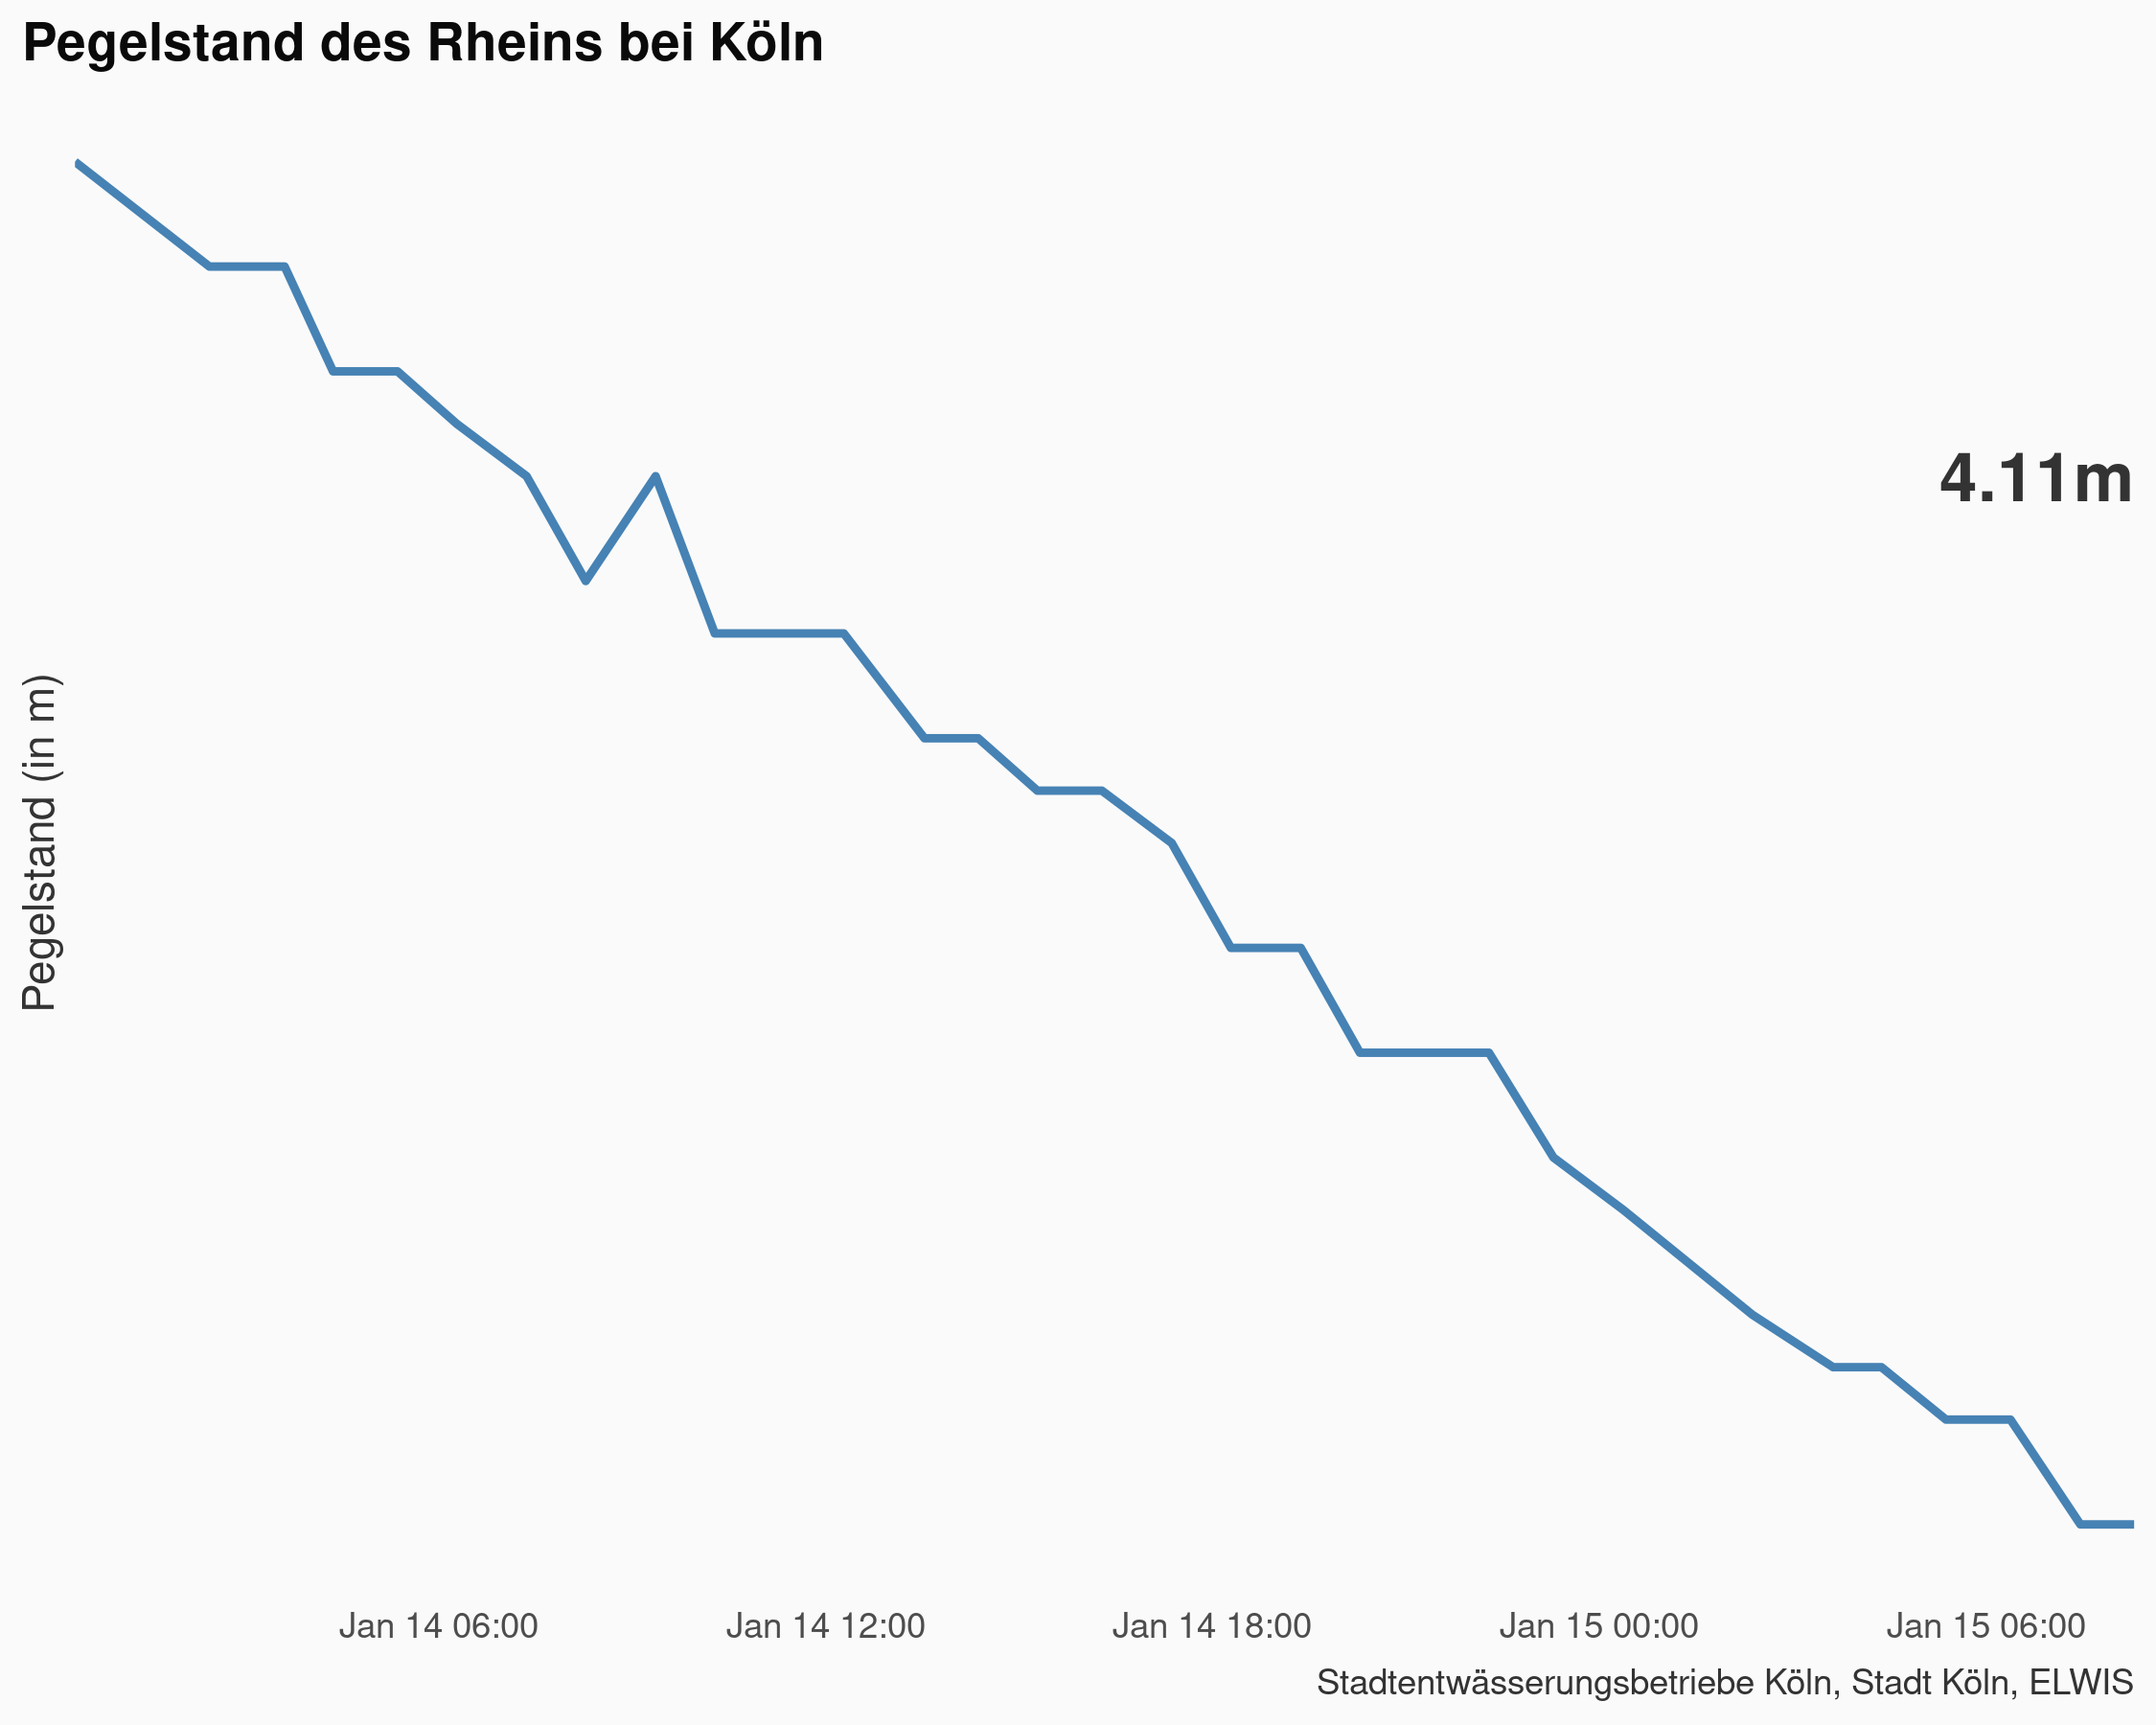 Pegelstand des Rheins bei Köln
4.11m
Pegelstand (in m)
Jan 14 06:00
Jan 14 12:00
Jan 14 18:00
Jan 15 00:00
Jan 15 06:00
Stadtentwässerungsbetriebe Köln, Stadt Köln, ELWIS